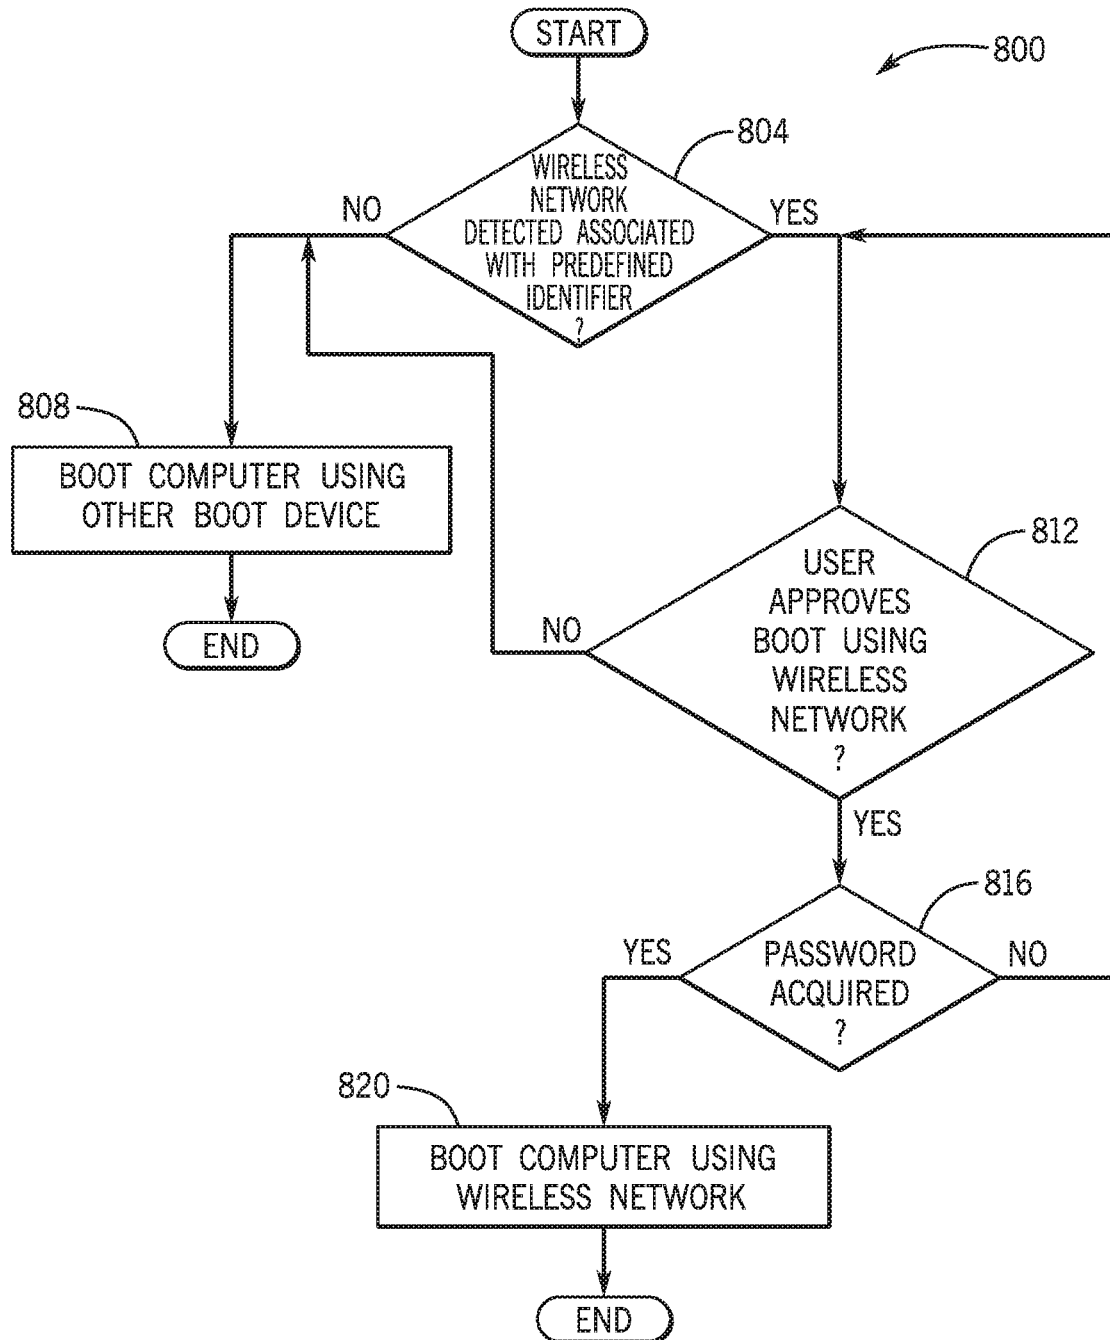 START
800
804
WIRELESS
NETWORK
DETECTED ASSOCIATED
WITH PREDEFINED
IDENTIFIER
?
NO
YES
808
BOOT COMPUTER USING
OTHER BOOT DEVICE
END
812
USER
APPROVES
BOOT USING
WIRELESS
NETWORK
?
NO
YES
816
PASSWORD
ACQUIRED
?
YES
NO
820
BOOT COMPUTER USING
WIRELESS NETWORK
END